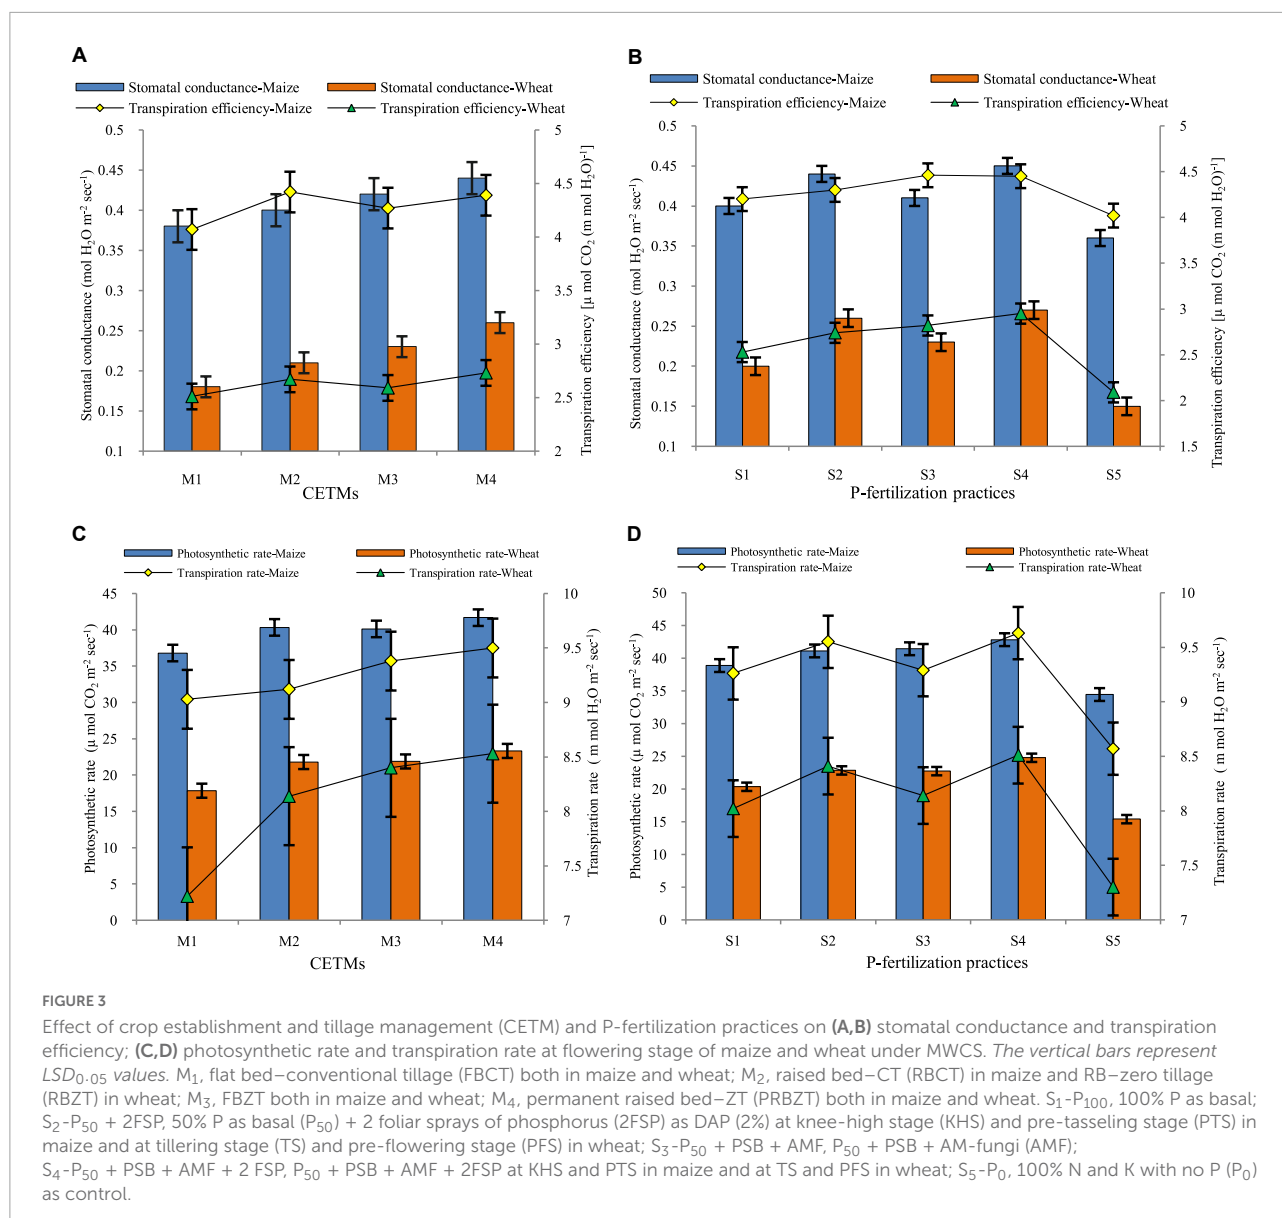 A
Stomatal conductance-Maize
Stomatal conductance-Wheat
Transpiration efficiency-Maize
Transpiration efficiency-Wheat
0.5
0.45
0.4
0.35
0.3
0.25
0.2
0.15
0.1
Stomatal conductance (mol H₂O m⁻² sec⁻¹)
5
4.5
4
3.5
3
2.5
2
Transpiration efficiency [µ mol CO₂ (m mol H₂O)⁻¹]
M1 M2 M3 M4
CETMs
B
Stomatal conductance-Maize
Stomatal conductance-Wheat
Transpiration efficiency-Maize
Transpiration efficiency-Wheat
0.5
0.45
0.4
0.35
0.3
0.25
0.2
0.15
0.1
Stomatal conductance (mol H₂O m⁻² sec⁻¹)
5
4.5
4
3.5
3
2.5
2
1.5
Transpiration efficiency [µ mol CO₂ (m mol H₂O)⁻¹]
S1 S2 S3 S4 S5
P-fertilization practices
C
Photosynthetic rate-Maize
Photosynthetic rate-Wheat
Transpiration rate-Maize
Transpiration rate-Wheat
45
40
35
30
25
20
15
10
5
0
Photosynthetic rate (µ mol CO₂ m⁻² sec⁻¹)
10
9.5
9
8.5
8
7.5
7
Transpiration rate ( m mol H₂O m⁻² sec⁻¹)
M1 M2 M3 M4
CETMs
D
Photosynthetic rate-Maize
Photosynthetic rate-Wheat
Transpiration rate-Maize
Transpiration rate-Wheat
50
45
40
35
30
25
20
15
10
5
0
Photosynthetic rate (µ mol CO₂ m⁻² sec⁻¹)
10
9.5
9
8.5
8
7.5
7
Transpiration rate ( m mol H₂O m⁻² sec⁻¹)
S1 S2 S3 S4 S5
P-fertilization practices
FIGURE 3
Effect of crop establishment and tillage management (CETM) and P-fertilization practices on (A,B) stomatal conductance and transpiration
efficiency; (C,D) photosynthetic rate and transpiration rate at flowering stage of maize and wheat under MWCS. The vertical bars represent
LSD₀.₀₅ values. M₁, flat bed–conventional tillage (FBCT) both in maize and wheat; M₂, raised bed–CT (RBCT) in maize and RB–zero tillage
(RBZT) in wheat; M₃, FBZT both in maize and wheat; M₄, permanent raised bed–ZT (PRBZT) both in maize and wheat. S₁-P₁₀₀, 100% P as basal;
S₂-P₅₀ + 2FSP, 50% P as basal (P₅₀) + 2 foliar sprays of phosphorus (2FSP) as DAP (2%) at knee-high stage (KHS) and pre-tasseling stage (PTS) in
maize and at tillering stage (TS) and pre-flowering stage (PFS) in wheat; S₃-P₅₀ + PSB + AMF, P₅₀ + PSB + AM-fungi (AMF);
S₄-P₅₀ + PSB + AMF + 2 FSP, P₅₀ + PSB + AMF + 2FSP at KHS and PTS in maize and at TS and PFS in wheat; S₅-P₀, 100% N and K with no P (P₀)
as control.